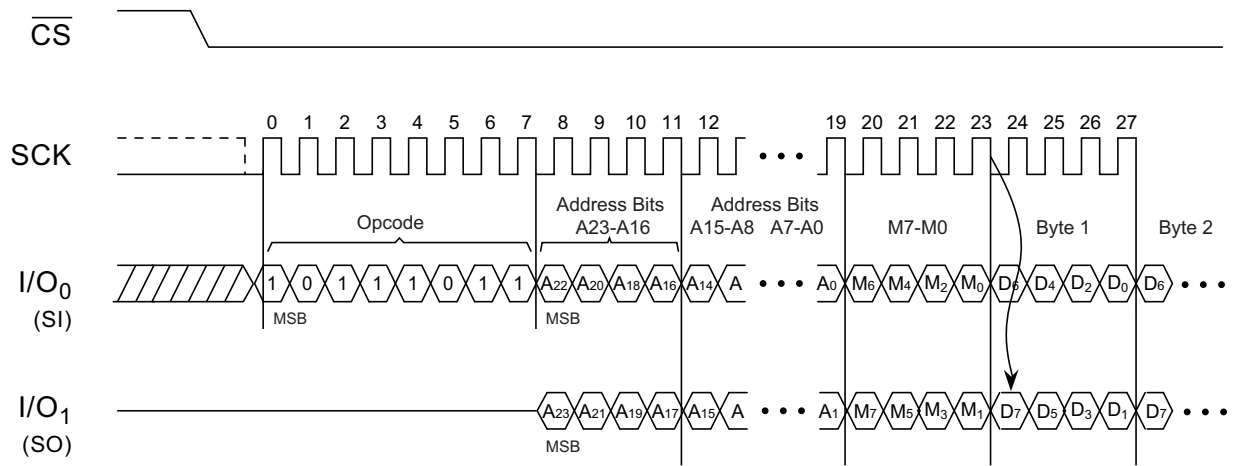 CS
0 1 2 3 4 5 6 7 8 9 10 11 12 19 20 21 22 23 24 25 26 27
SCK
Opcode
Address Bits
A23-A16
Address Bits
A15-A8 A7-A0
M7-M0
Byte 1
Byte 2
I/O0
(SI)
1 0 1 1 1 0 1 1 A22 A20 A18 A16 A14 A A0 M6 M4 M2 M0 D6 D4 D2 D0 D6
MSB MSB
I/O1
(SO)
A23 A21 A19 A17 A15 A A1 M7 M5 M3 M1 D7 D5 D3 D1 D7
MSB